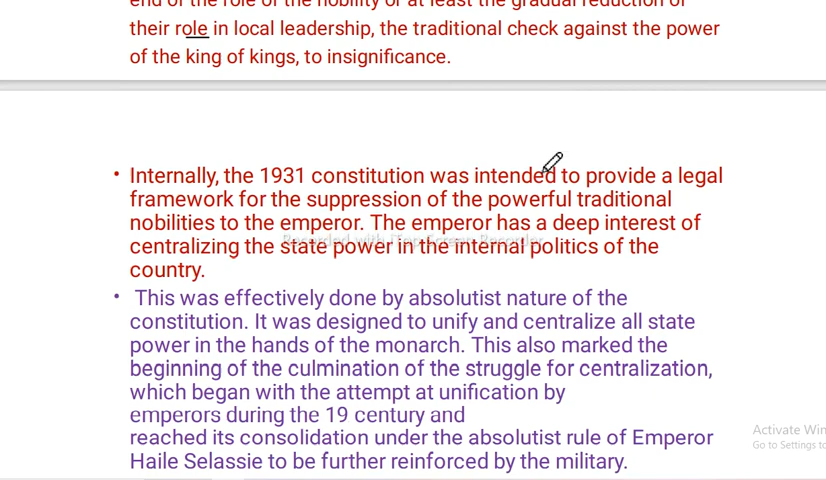 end of the role of the nobility or at least the gradual reduction of
their role in local leadership, the traditional check against the power
of the king of kings, to insignificance.
• Internally, the 1931 constitution was intended to provide a legal
framework for the suppression of the powerful traditional
nobilities to the emperor. The emperor has a deep interest of
centralizing the state power in the internal politics of the
Recorded with iTop Screen Recorder
country.
• This was effectively done by absolutist nature of the
constitution. It was designed to unify and centralize all state
power in the hands of the monarch. This also marked the
beginning of the culmination of the struggle for centralization,
which began with the attempt at unification by
emperors during the 19 century and
reached its consolidation under the absolutist rule of Emperor
Haile Selassie to be further reinforced by the military.
Activate Win
Go to Settings to